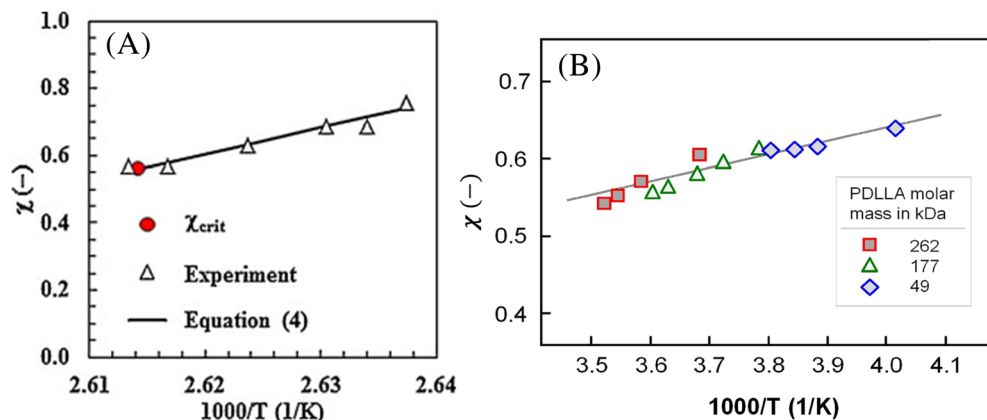 (A)
1.0
0.8
0.6
0.4
0.2
0.0
χ (−)
χcrit
Experiment
Equation (4)
2.61 2.62 2.63 2.64
1000/T (1/K)
(B)
0.7
0.6
0.5
0.4
χ (−)
PDLLA molar
mass in kDa
262
177
49
3.5 3.6 3.7 3.8 3.9 4.0 4.1
1000/T (1/K)